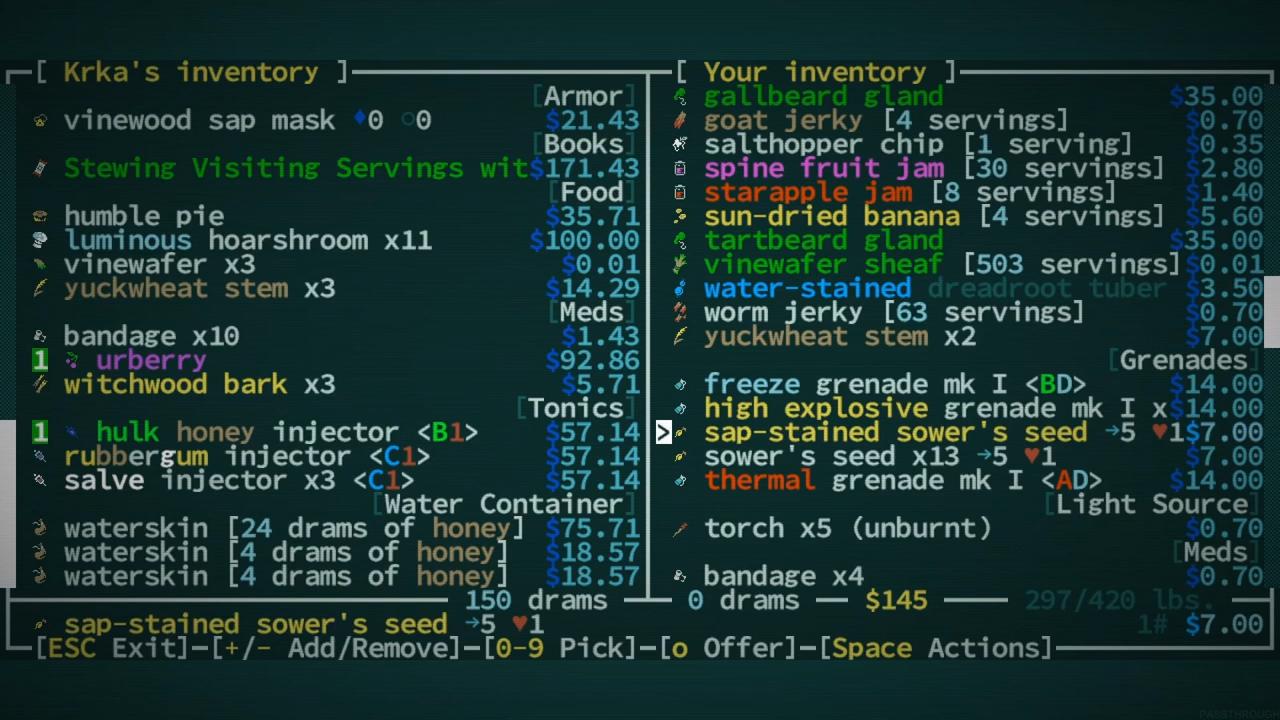 [ Krka's inventory ]
[Armor]
vinewood sap mask ♦0 ○0 $21.43
[Books]
Stewing Visiting Servings wit$171.43
[Food]
humble pie $35.71
luminous hoarshroom x11 $100.00
vinewafer x3 $0.01
yuckwheat stem x3 $14.29
[Meds]
bandage x10 $1.43
1 urberry $92.86
witchwood bark x3 $5.71
[Tonics]
1 hulk honey injector <B1> $57.14
rubbergum injector <C1> $57.14
salve injector x3 <C1> $57.14
[Water Container]
waterskin [24 drams of honey] $75.71
waterskin [4 drams of honey] $18.57
waterskin [4 drams of honey] $18.57
[ Your inventory ]
gallbeard gland $35.00
goat jerky [4 servings] $0.70
salthopper chip [1 serving] $0.35
spine fruit jam [30 servings] $2.80
starapple jam [8 servings] $1.40
sun-dried banana [4 servings] $5.60
tartbeard gland $35.00
vinewafer sheaf [503 servings] $0.01
water-stained dreadroot tuber $3.50
worm jerky [63 servings] $0.70
yuckwheat stem x2 $7.00
[Grenades]
freeze grenade mk I <BD> $14.00
high explosive grenade mk I x$14.00
> sap-stained sower's seed →5 ♥1$7.00
sower's seed x13 →5 ♥1 $7.00
thermal grenade mk I <AD> $14.00
[Light Source]
torch x5 (unburnt) $0.70
[Meds]
bandage x4 $0.70
150 drams 0 drams $145 297/420 lbs.
sap-stained sower's seed →5 ♥1 1# $7.00
[ESC Exit]-[+/- Add/Remove]-[0-9 Pick]-[o Offer]-[Space Actions]